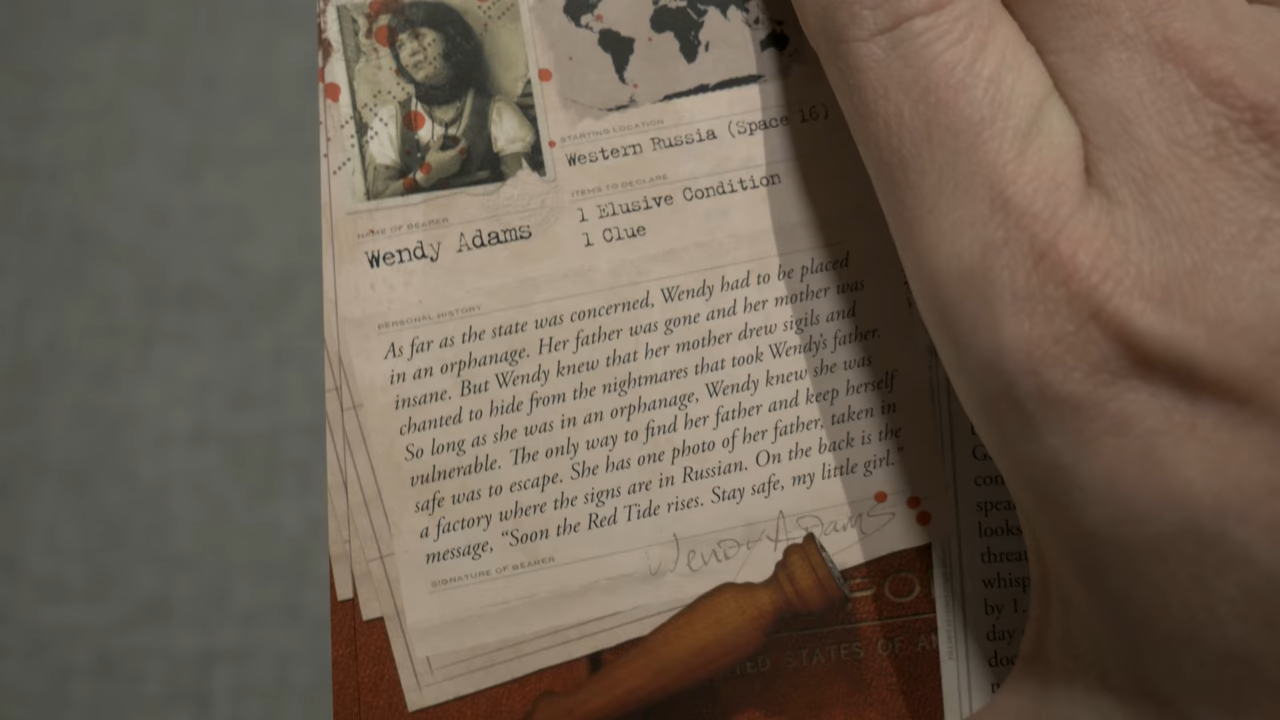 STARTING LOCATION
Western Russia (Space 16)
ITEMS TO DECLARE
1 Elusive Condition
1 Clue
NAME OF BEARER
Wendy Adams
PERSONAL HISTORY
As far as the state was concerned, Wendy had to be placed
in an orphanage. Her father was gone and her mother was
insane. But Wendy knew that her mother drew sigils and
chanted to hide from the nightmares that took Wendy's father.
So long as she was in an orphanage, Wendy knew she was
vulnerable. The only way to find her father and keep herself
safe was to escape. She has one photo of her father, taken in
a factory where the signs are in Russian. On the back is the
message, “Soon the Red Tide rises. Stay safe, my little girl.”
SIGNATURE OF BEARER
Wendy Adams
STATES OF
looks
by 1.
day